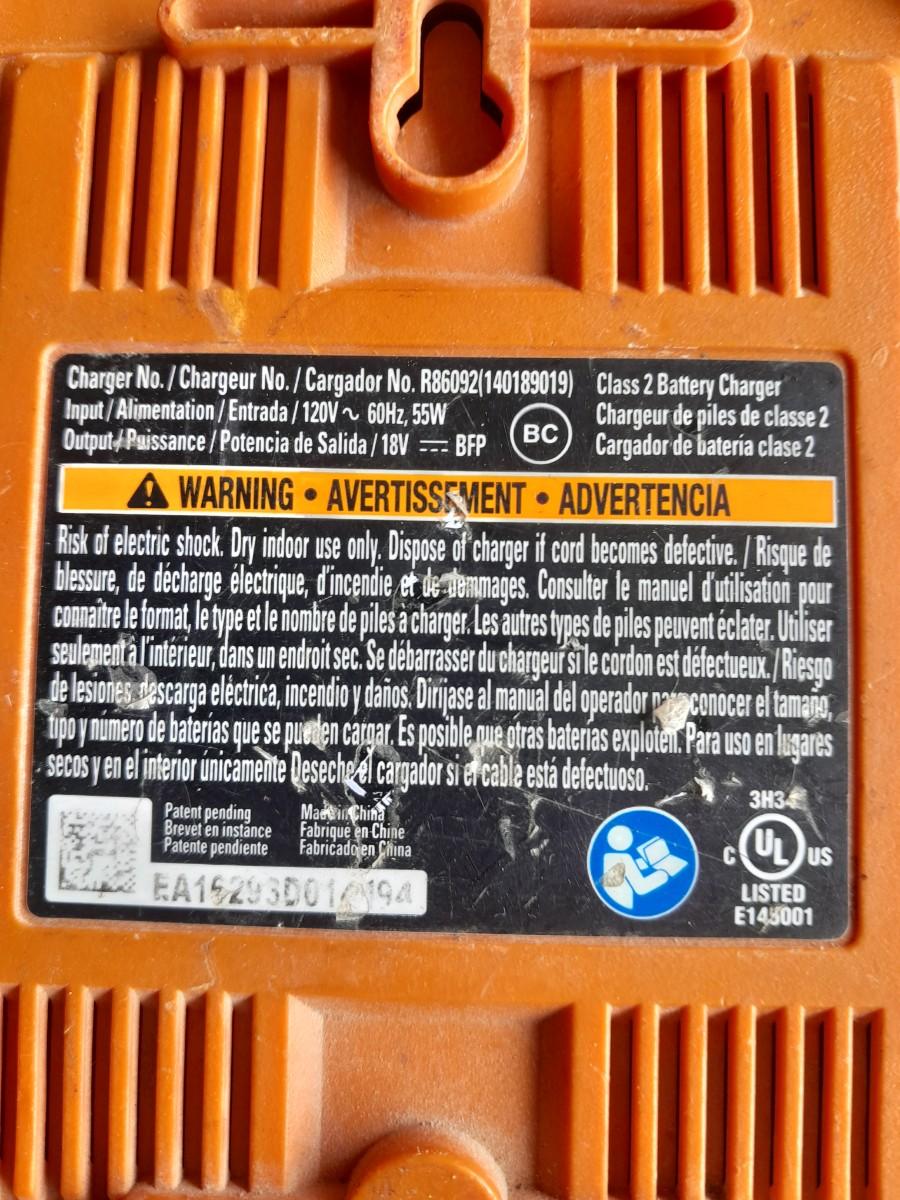 Charger No. / Chargeur No. / Cargador No. R86092(140189019)
Input / Alimentation / Entrada / 120V ~ 60Hz, 55W
Output / Puissance / Potencia de Salida / 18V ⎓ BFP
BC
Class 2 Battery Charger
Chargeur de piles de classe 2
Cargador de batería clase 2
WARNING • AVERTISSEMENT • ADVERTENCIA
Risk of electric shock. Dry indoor use only. Dispose of charger if cord becomes defective. / Risque de
blessure, de décharge électrique, d'incendie et de dommages. Consulter le manuel d'utilisation pour
connaître le format, le type et le nombre de piles à charger. Les autres types de piles peuvent éclater. Utiliser
seulement à l'intérieur, dans un endroit sec. Se débarrasser du chargeur si le cordon est défectueux. / Riesgo
de lesiones, descarga eléctrica, incendio y daños. Diríjase al manual del operador para conocer el tamaño,
tipo y número de baterías que se pueden cargar. Es posible que otras baterías exploten. Para uso en lugares
secos y en el interior unicamente Deseche el cargador si el cable está defectuoso.
Patent pending
Brevet en instance
Patente pendiente
Made in China
Fabriqué en Chine
Fabricado en China
3H34
C UL US
LISTED